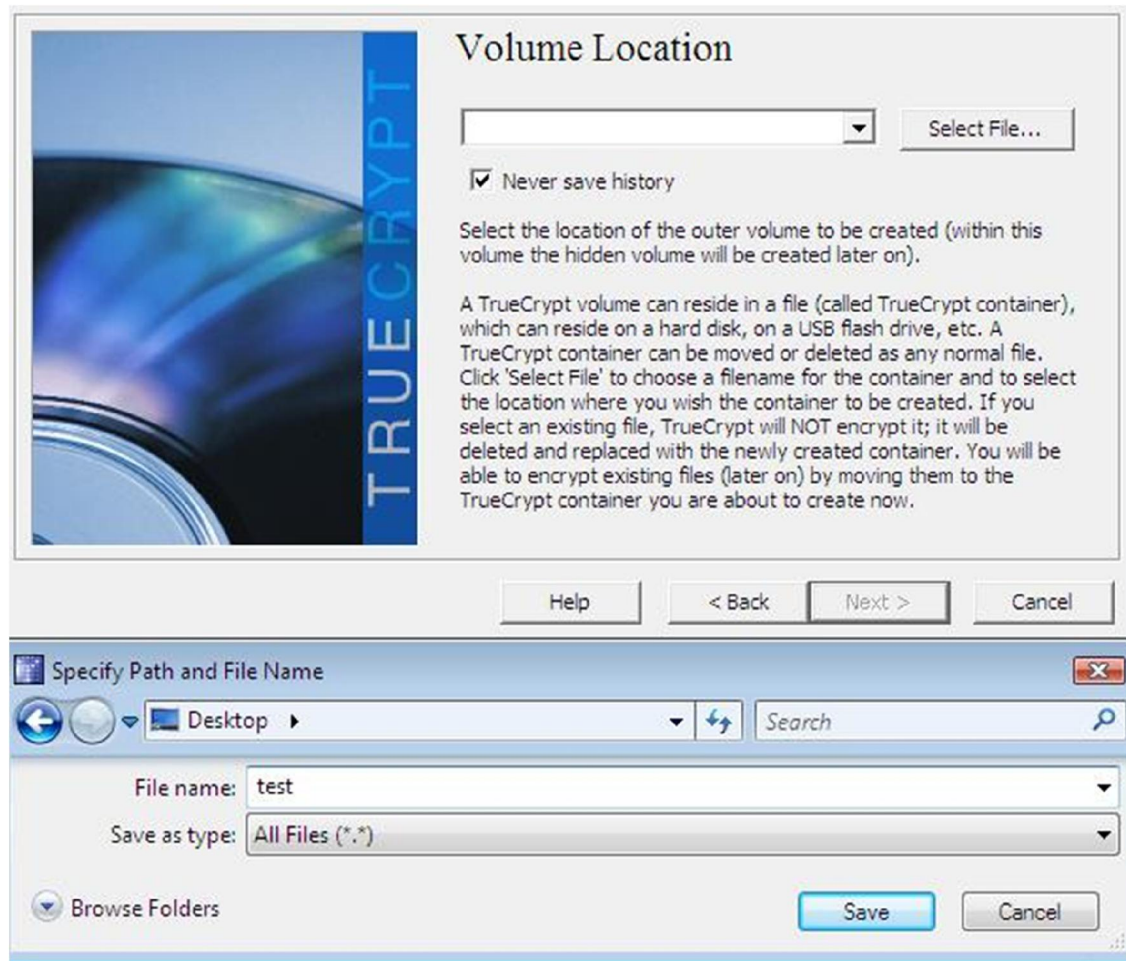 TRUECRYPT
Volume Location
Select File...
Never save history
Select the location of the outer volume to be created (within this
volume the hidden volume will be created later on).
A TrueCrypt volume can reside in a file (called TrueCrypt container),
which can reside on a hard disk, on a USB flash drive, etc. A
TrueCrypt container can be moved or deleted as any normal file.
Click 'Select File' to choose a filename for the container and to select
the location where you wish the container to be created. If you
select an existing file, TrueCrypt will NOT encrypt it; it will be
deleted and replaced with the newly created container. You will be
able to encrypt existing files (later on) by moving them to the
TrueCrypt container you are about to create now.
Help < Back Next > Cancel
Specify Path and File Name
Desktop Search
File name: test
Save as type: All Files (*.*)
Browse Folders Save Cancel